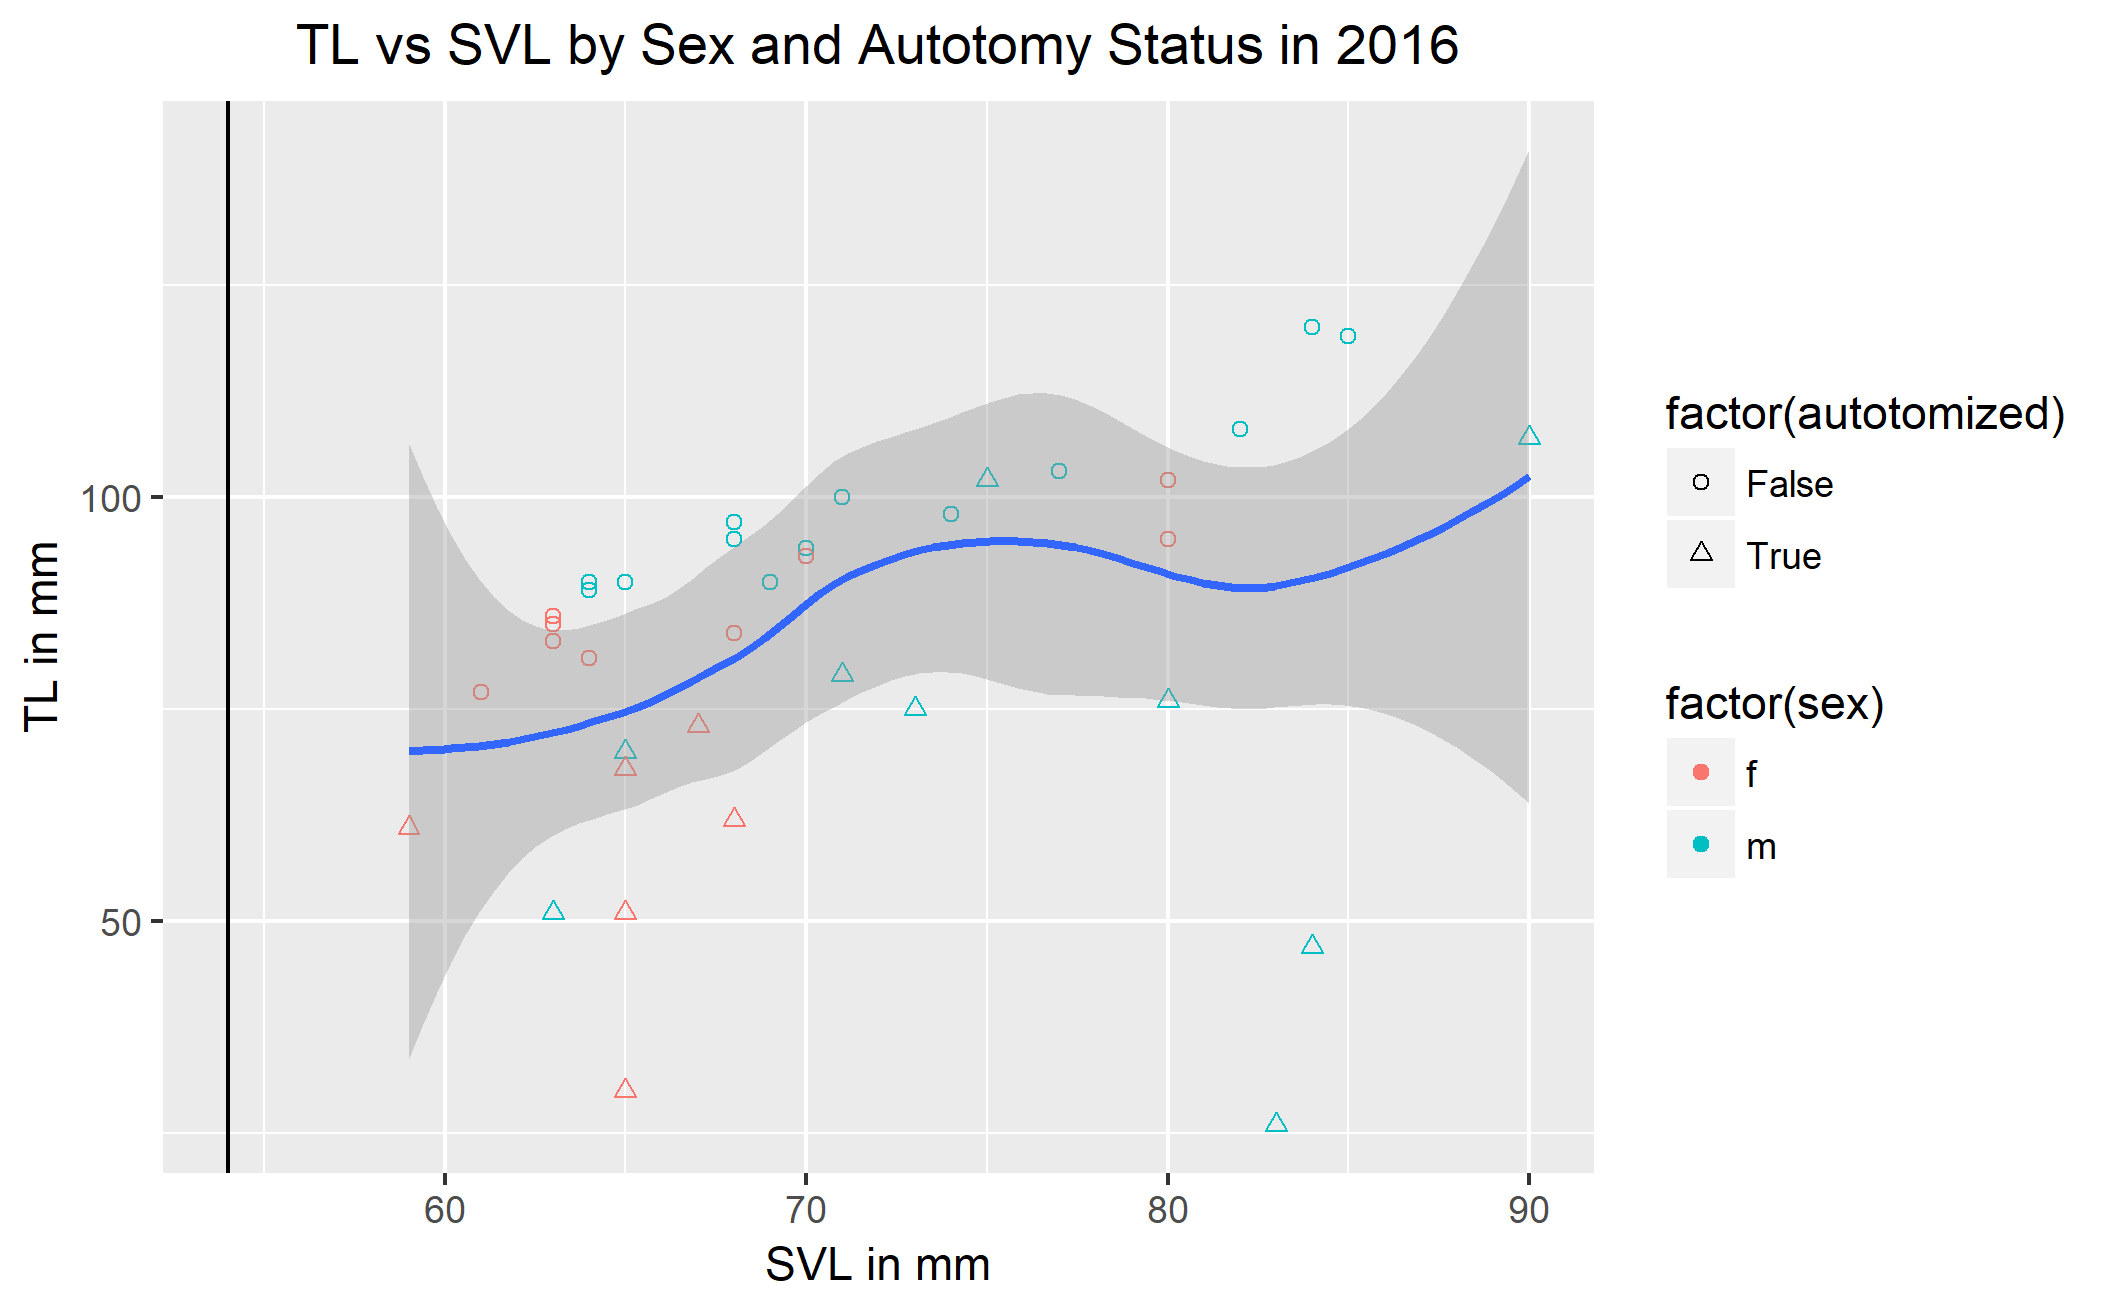 TL vs SVL by Sex and Autotomy Status in 2016
TL in mm
100
50
60 70 80 90
SVL in mm
factor(autotomized)
False
True
factor(sex)
f
m